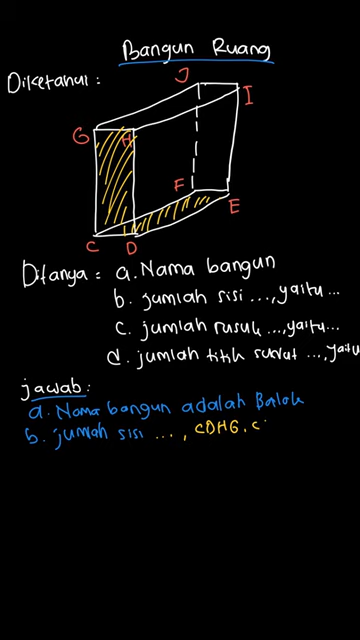 Bangun Ruang
Diketahui :
J
I
G
H
F
E
C
D
Ditanya : a. Nama bangun
b. jumlah sisi ..., yaitu ...
c. jumlah rusuk ..., yaitu ...
d. jumlah titik sudut ..., yaitu
jawab :
a. Nama bangun adalah Balok
b. jumlah sisi ..., CDHG, C